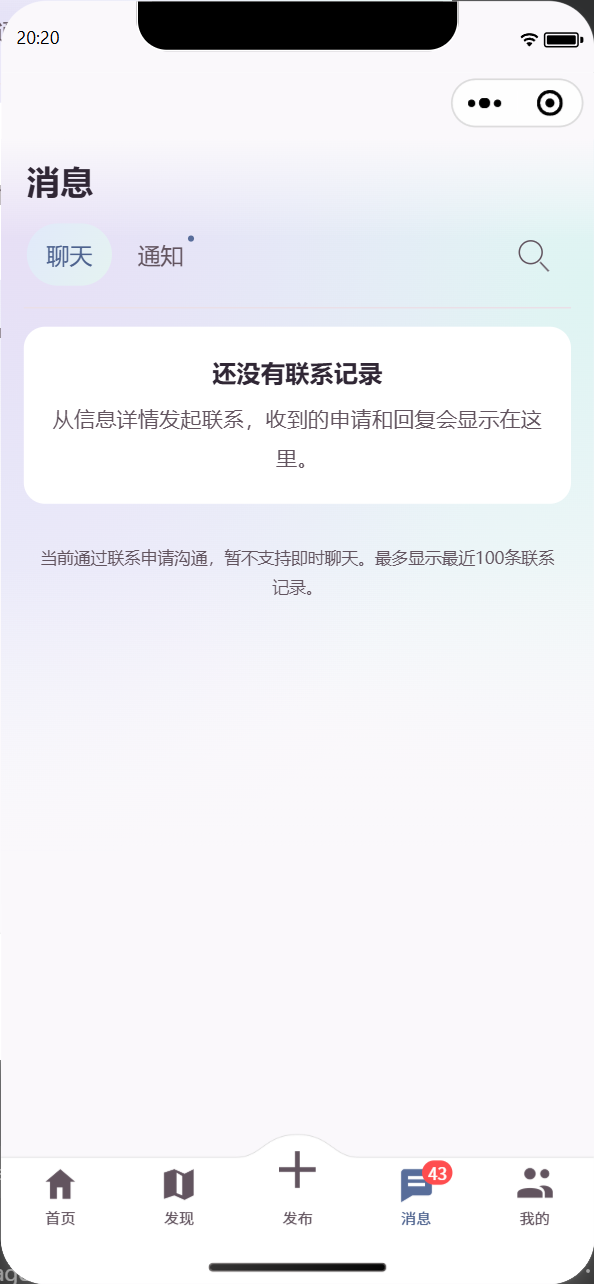 20:20
消息
聊天 通知
还没有联系记录
从信息详情发起联系，收到的申请和回复会显示在这
里。
当前通过联系申请沟通，暂不支持即时聊天。最多显示最近100条联系
记录。
43
首页 发现 发布 消息 我的